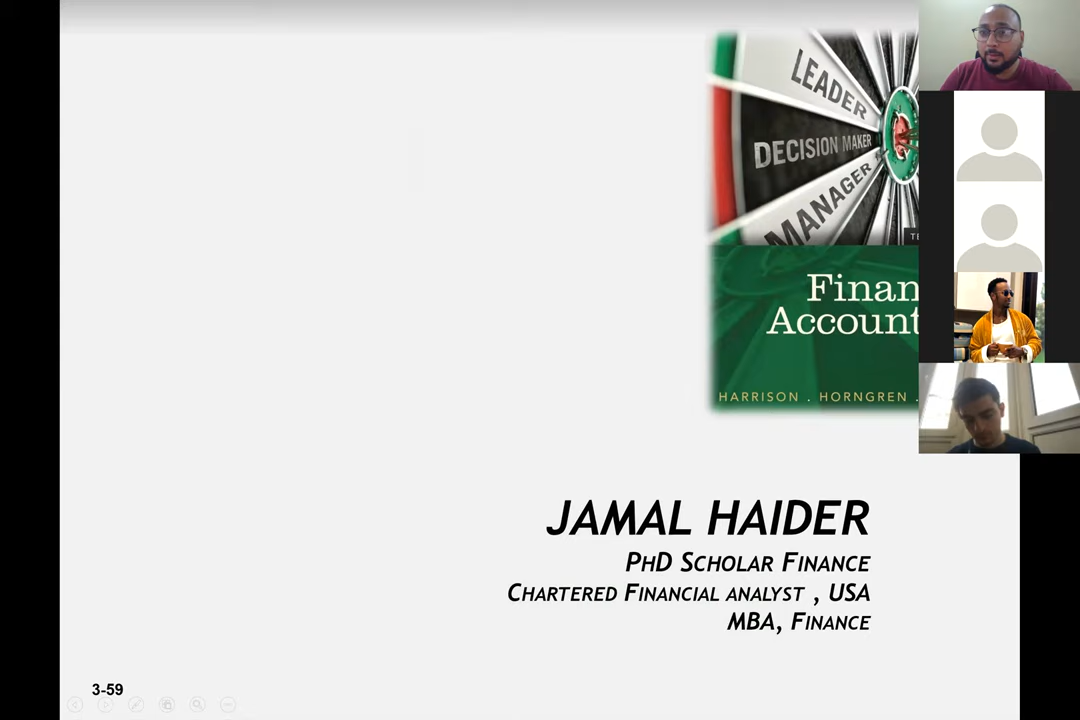 LEADER
DECISION MAKER
MANAGER
Finan
Account
HARRISON . HORNGREN .
JAMAL HAIDER
PHD SCHOLAR FINANCE
CHARTERED FINANCIAL ANALYST , USA
MBA, FINANCE
3-59